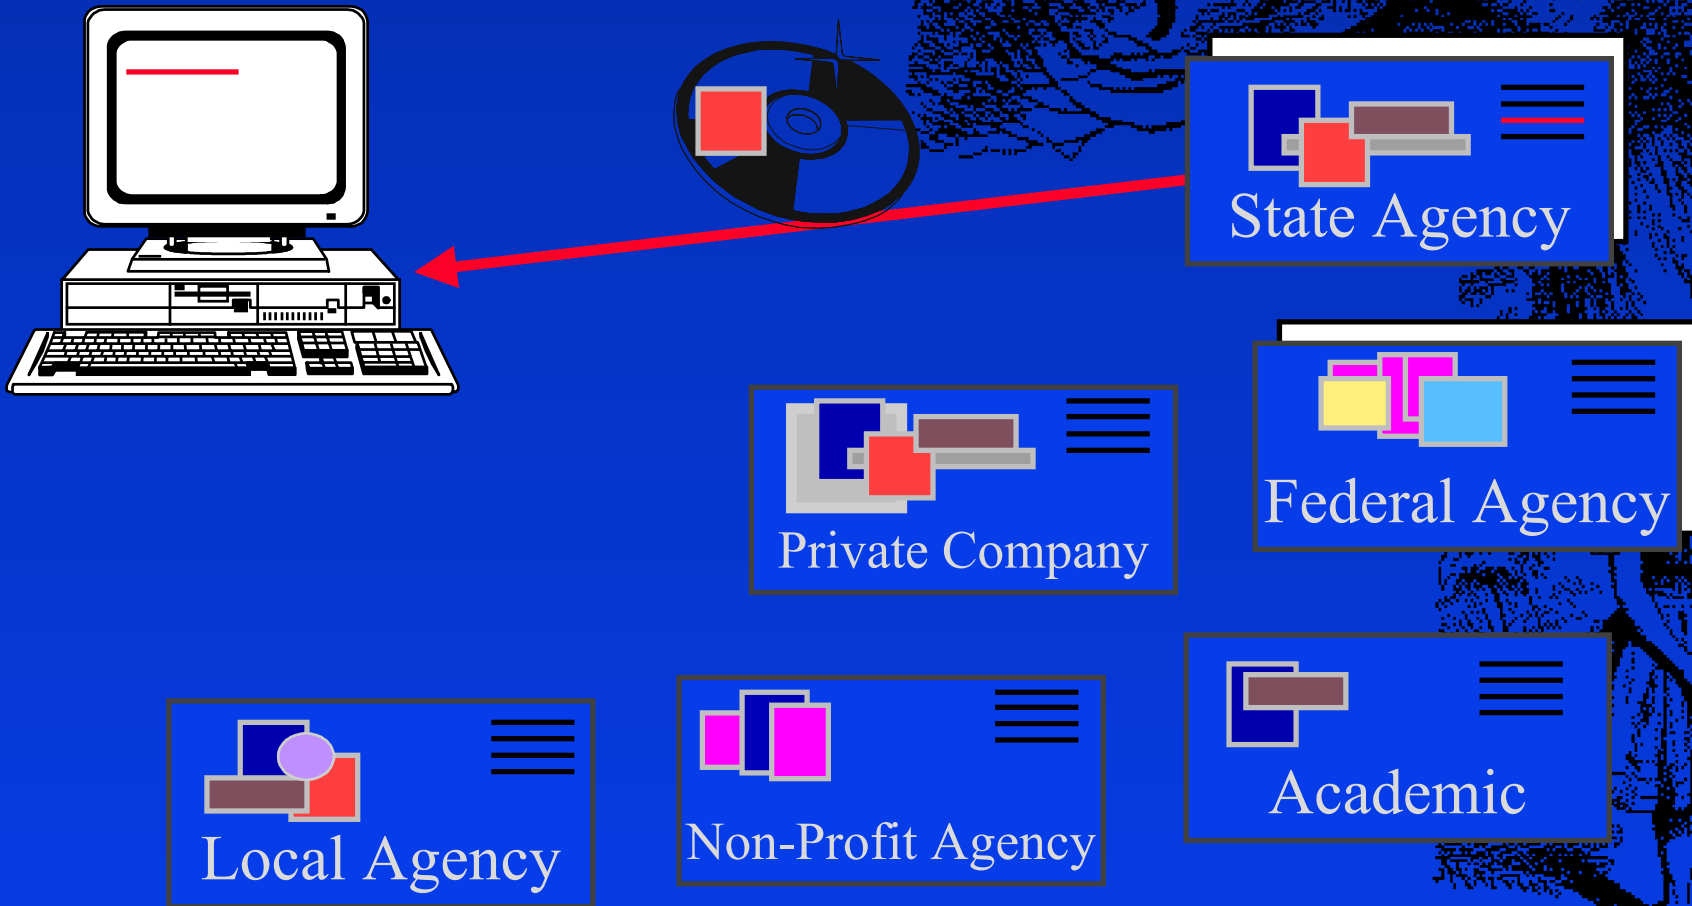 State Agency
Federal Agency
Private Company
Academic
Non-Profit Agency
Local Agency